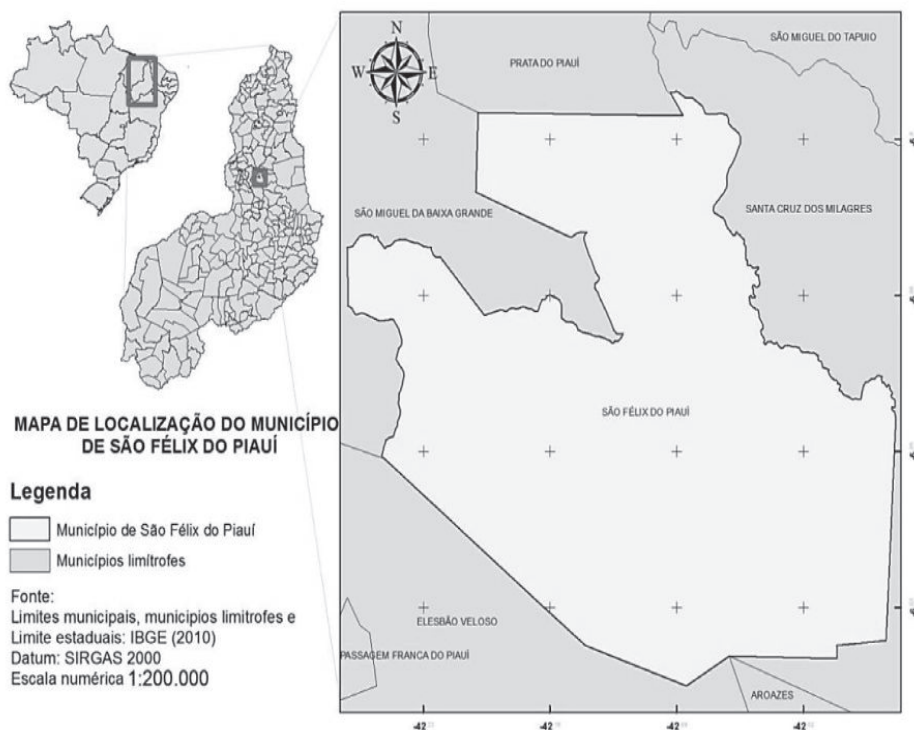 N
W E
S
PRATA DO PIAUÍ
SÃO MIGUEL DO TAPUIO
SÃO MIGUEL DA BAIXA GRANDE
SANTA CRUZ DOS MILAGRES
SÃO FÉLIX DO PIAUÍ
ELESBÃO VELOSO
PASSAGEM FRANCA DO PIAUÍ
AROAZES
-42 -42 -42 -42
MAPA DE LOCALIZAÇÃO DO MUNICÍPIO
DE SÃO FÉLIX DO PIAUÍ
Legenda
Município de São Félix do Piauí
Municípios limítrofes
Fonte:
Limites municipais, municipios limitrofes e
Limite estaduais: IBGE (2010)
Datum: SIRGAS 2000
Escala numérica 1:200.000